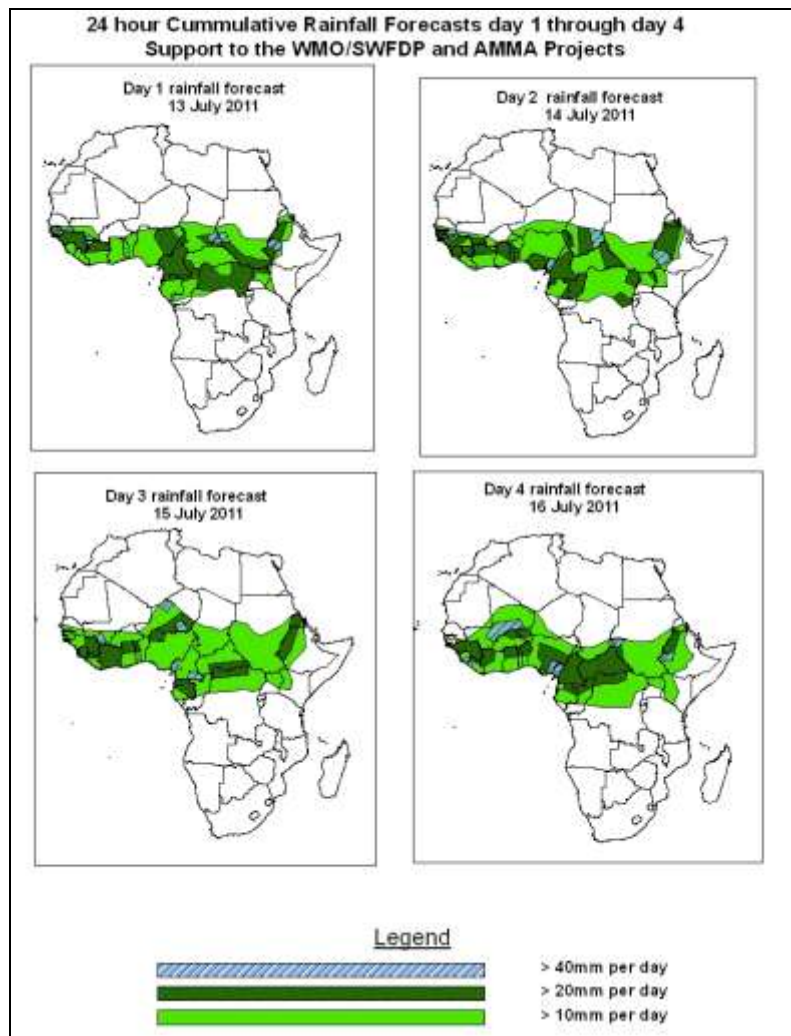 24 hour Cummulative Rainfall Forecasts day 1 through day 4
Support to the WMO/SWFDP and AMMA Projects
Day 1 rainfall forecast
13 July 2011
Day 2 rainfall forecast
14 July 2011
Day 3 rainfall forecast
15 July 2011
Day 4 rainfall forecast
16 July 2011
Legend
> 40mm per day
> 20mm per day
> 10mm per day